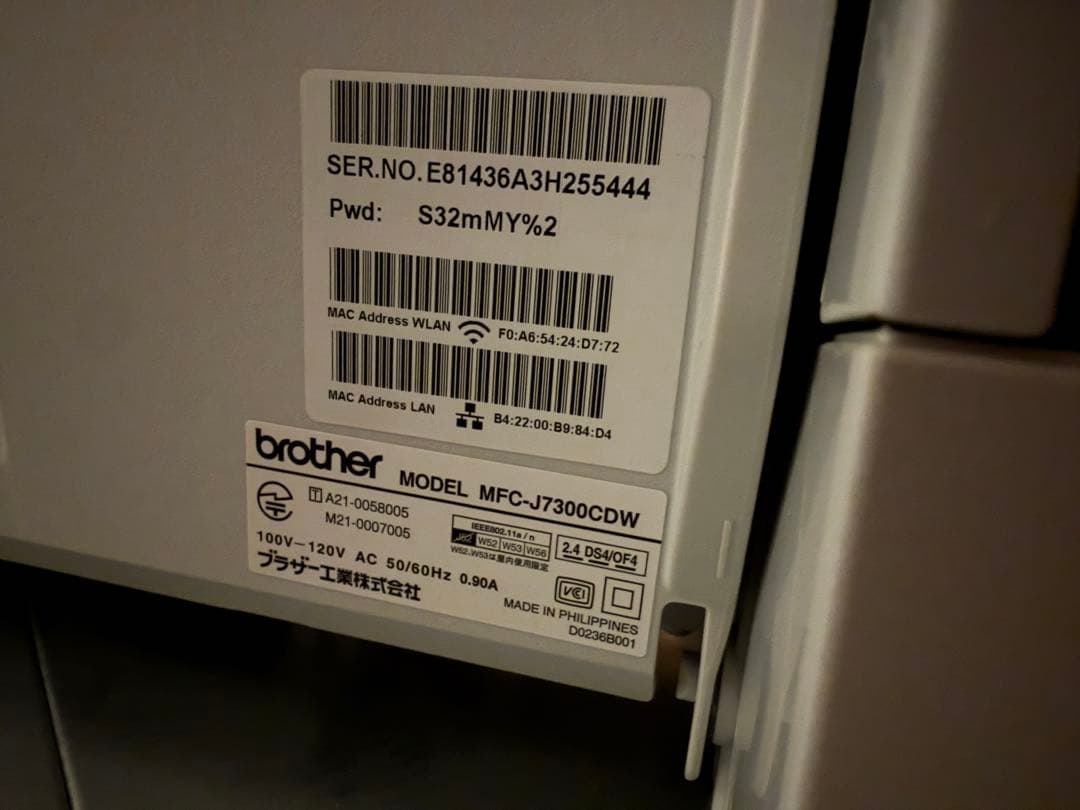 SER.NO. E81436A3H255444
Pwd: S32mMY%2
MAC Address WLAN F0:A6:54:24:D7:72
MAC Address LAN B4:22:00:B9:84:D4
brother MODEL MFC-J7300CDW
T A21-0058005
M21-0007005
IEEE802.11a/n
J52 W52 W53 W56
W52,W53は屋内使用限定
2.4 DS4/OF4
100V－120V AC 50/60Hz 0.90A
ブラザー工業株式会社
VCI
MADE IN PHILIPPINES
D0236B001